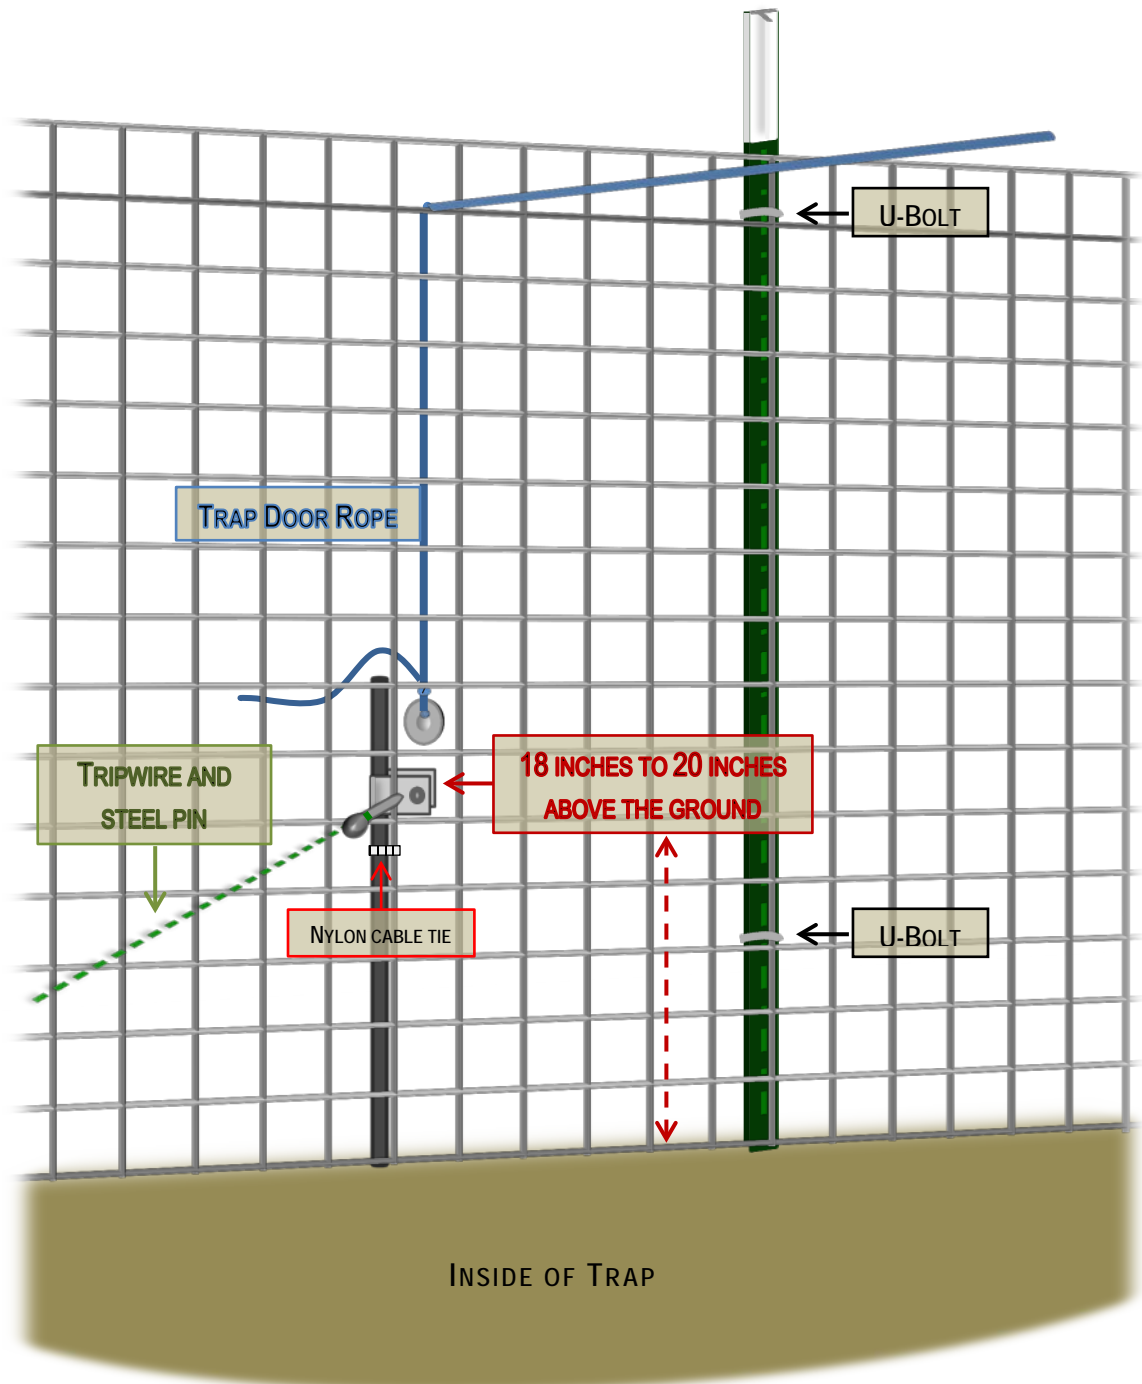 U-Bolt
Trap Door Rope
Tripwire and
steel pin
18 inches to 20 inches
above the ground
Nylon cable tie
U-Bolt
Inside of Trap